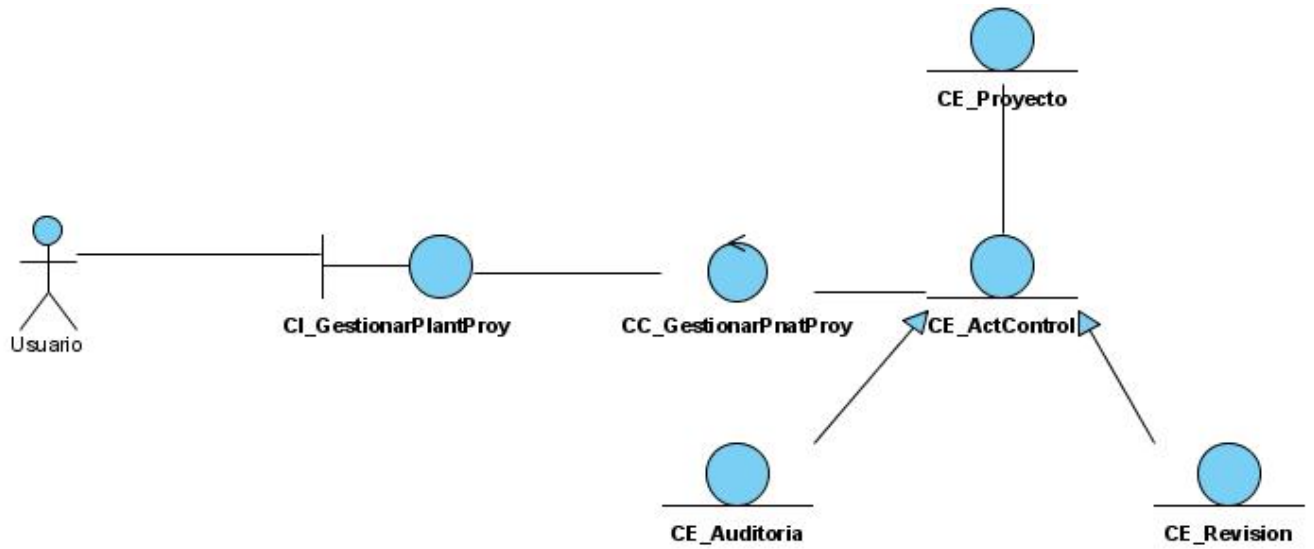 CE_Proyecto
Usuario
CI_GestionarPlantProy
CC_GestionarPnatProy
CE_ActControl
CE_Auditoria
CE_Revision